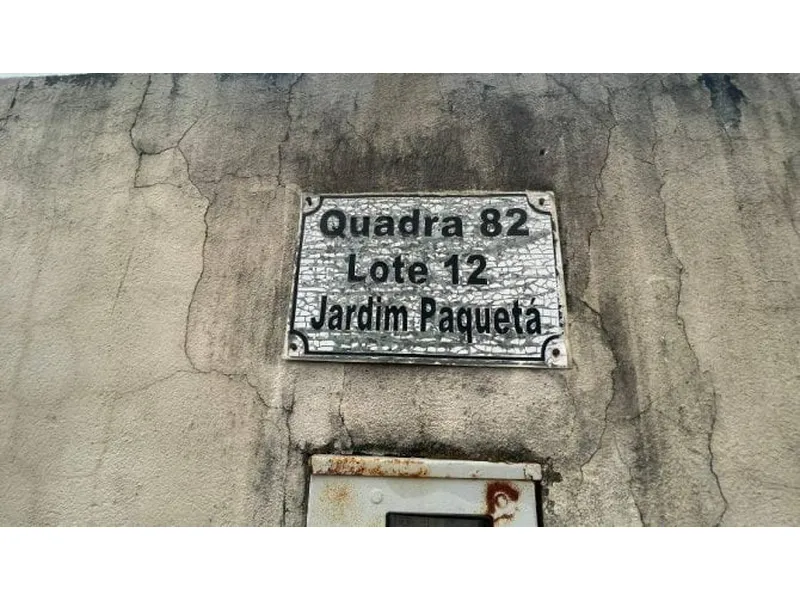 Quadra 82
Lote 12
Jardim Paquetá